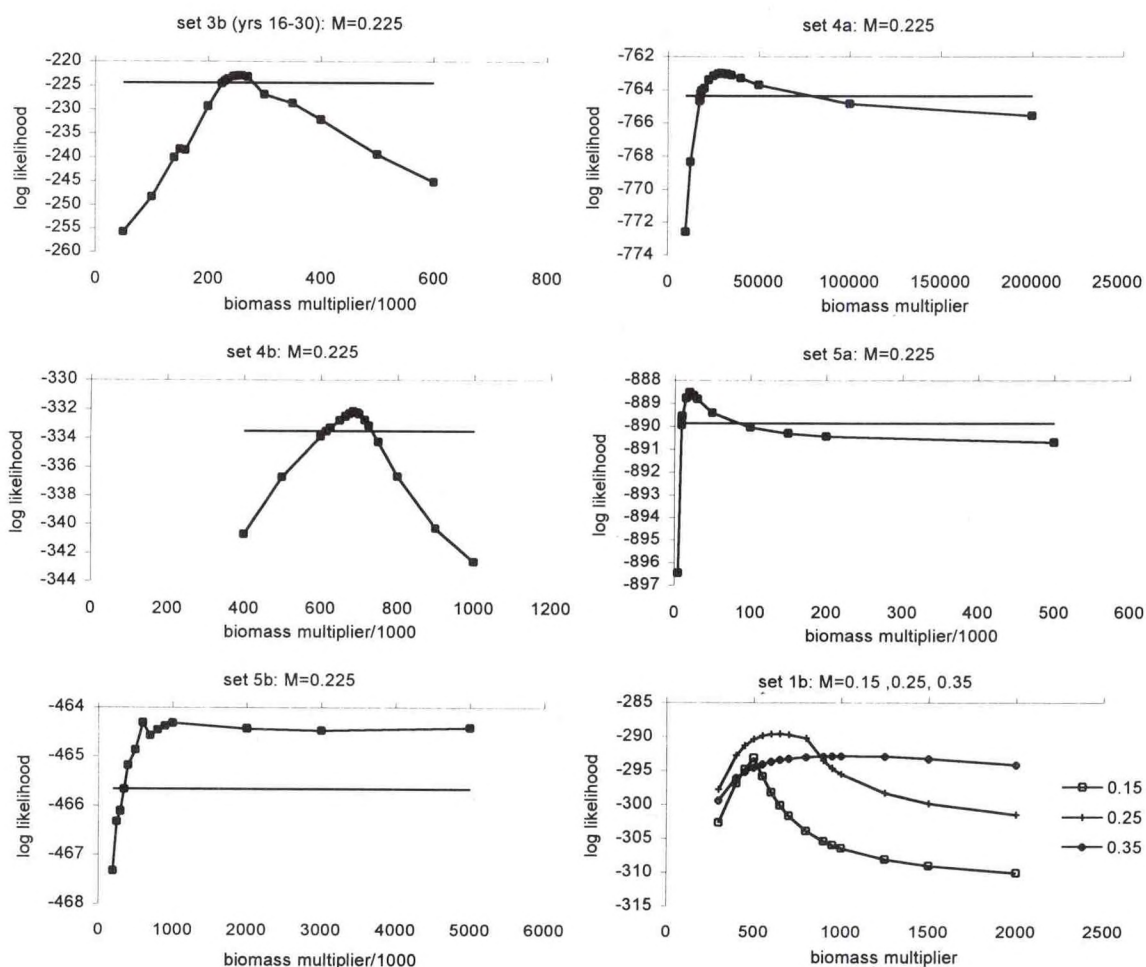 set 3b (yrs 16-30): M=0.225
log likelihood
-220
-225
-230
-235
-240
-245
-250
-255
-260
0 200 400 600 800
biomass multiplier/1000
set 4a: M=0.225
log likelihood
-762
-764
-765
-768
-770
-772
-774
0 50000 100000 150000 200000 25000
biomass multiplier
set 4b: M=0.225
log likelihood
-330
-332
-334
-336
-338
-340
-342
-344
0 200 400 600 800 1000 1200
biomass multiplier/1000
set 5a: M=0.225
log likelihood
-888
-889
-890
-891
-892
-893
-894
-895
-896
-897
0 100 200 300 400 500 600
biomass multiplier/1000
set 5b: M=0.225
log likelihood
-464
-465
-466
-467
-468
0 1000 2000 3000 4000 5000 6000
biomass multiplier/1000
set 1b: M=0.15 ,0.25, 0.35
log likelihood
-285
-290
-295
-300
-305
-310
-315
0 500 1000 1500 2000 2500
biomass multiplier
0.15
0.25
0.35